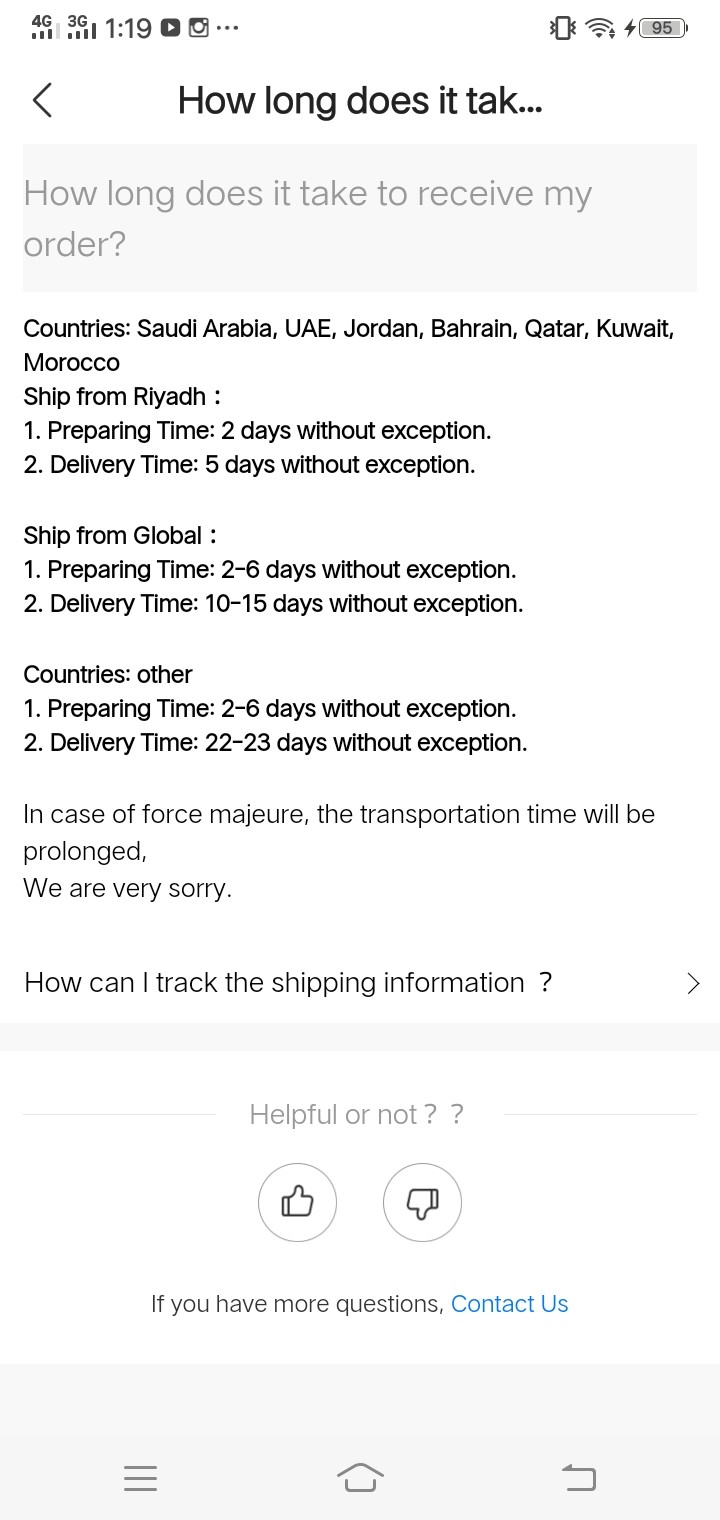 4G 3G 1:19 95
How long does it tak...
How long does it take to receive my
order?
Countries: Saudi Arabia, UAE, Jordan, Bahrain, Qatar, Kuwait,
Morocco
Ship from Riyadh：
1. Preparing Time: 2 days without exception.
2. Delivery Time: 5 days without exception.
Ship from Global：
1. Preparing Time: 2-6 days without exception.
2. Delivery Time: 10-15 days without exception.
Countries: other
1. Preparing Time: 2-6 days without exception.
2. Delivery Time: 22-23 days without exception.
In case of force majeure, the transportation time will be
prolonged,
We are very sorry.
How can I track the shipping information ？
Helpful or not？？
If you have more questions, Contact Us